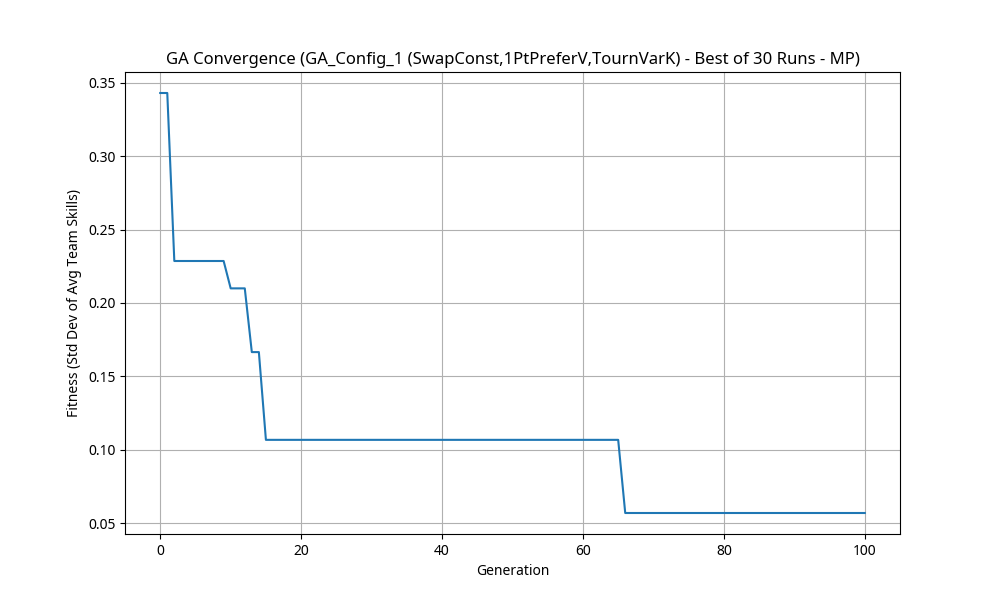 GA Convergence (GA_Config_1 (SwapConst,1PtPreferV,TournVarK) - Best of 30 Runs - MP)
Fitness (Std Dev of Avg Team Skills)
0.35
0.30
0.25
0.20
0.15
0.10
0.05
0 20 40 60 80 100
Generation